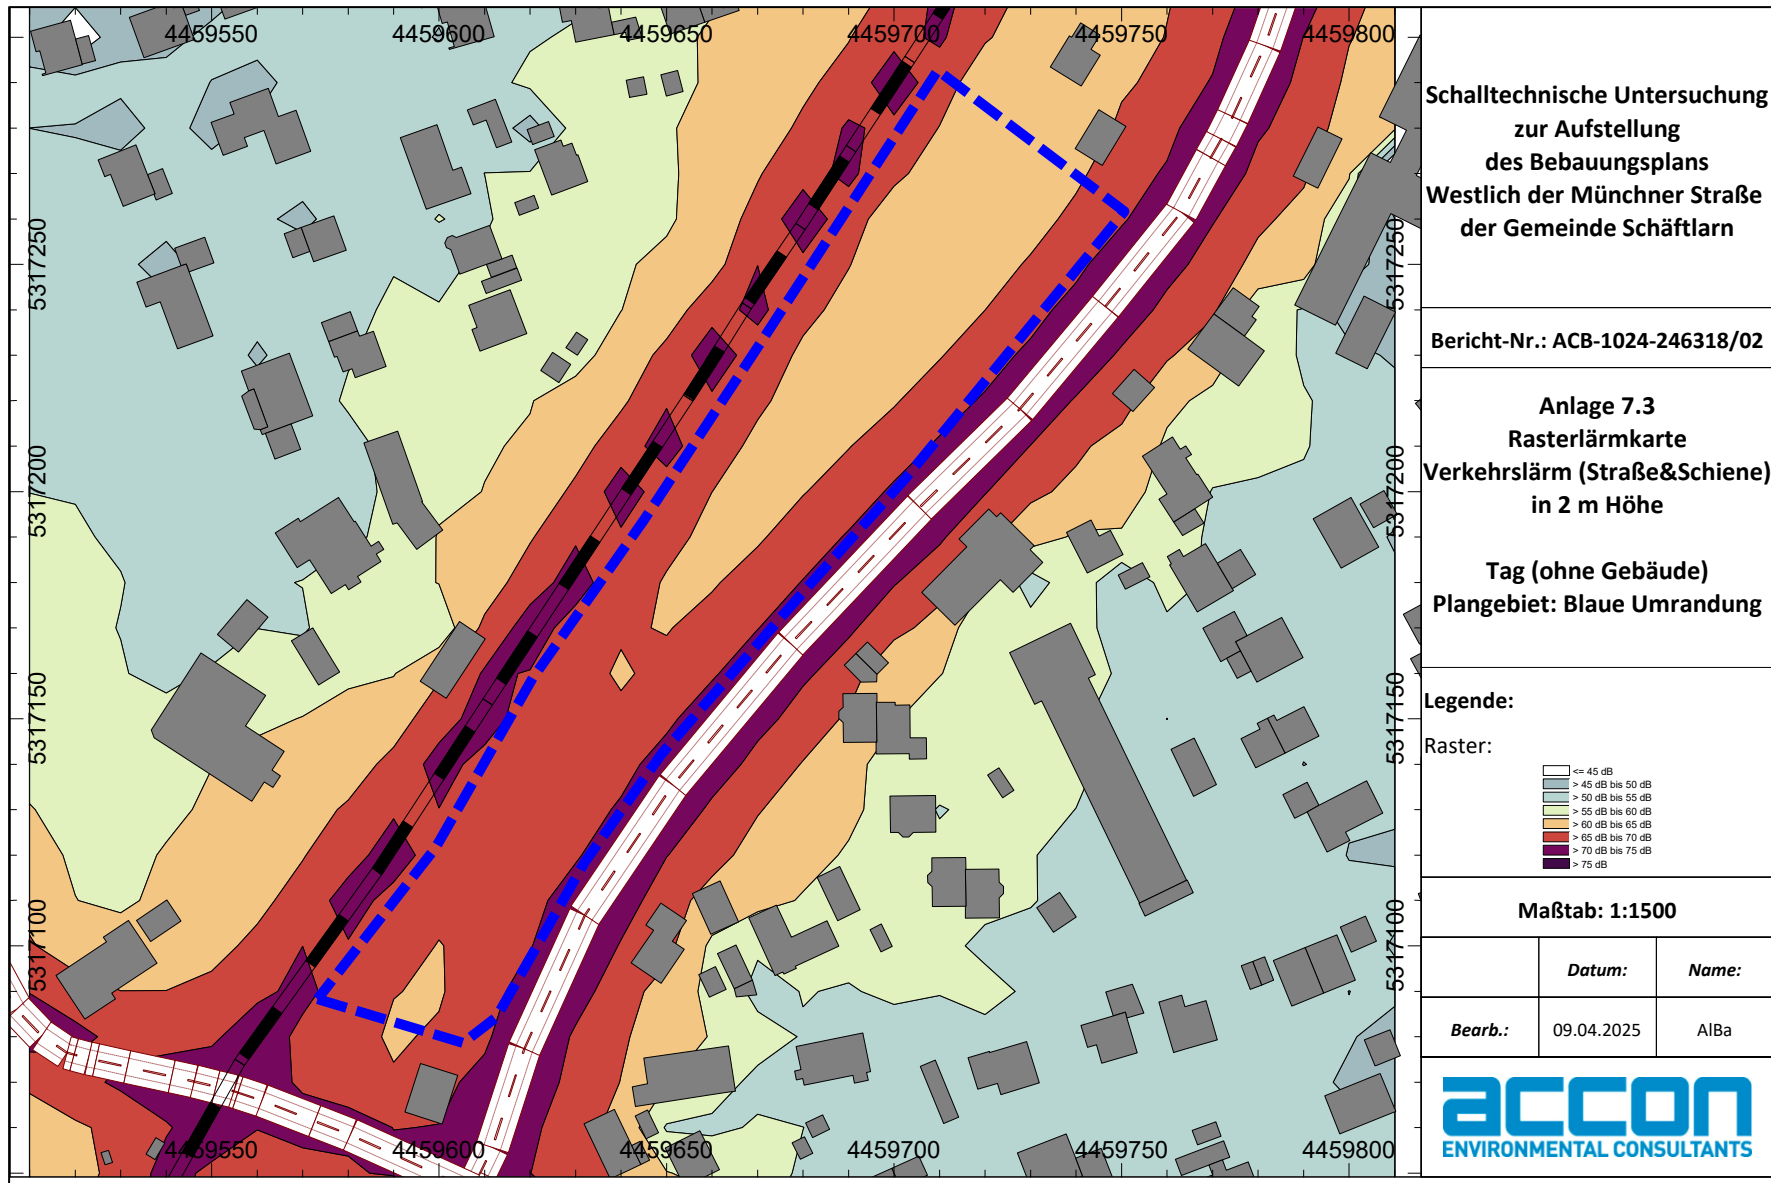 4459550
4459600
4459650
4459700
4459750
4459800
5317250
5317200
5317150
5317100
5317250
5317200
5317150
5317100
4459550
4459600
4459650
4459700
4459750
4459800
Schalltechnische Untersuchung
zur Aufstellung
des Bebauungsplans
Westlich der Münchner Straße
der Gemeinde Schäftlarn
Bericht-Nr.: ACB-1024-246318/02
Anlage 7.3
Rasterlärmkarte
Verkehrslärm (Straße&Schiene)
in 2 m Höhe
Tag (ohne Gebäude)
Plangebiet: Blaue Umrandung
Legende:
Raster:
<= 45 dB
> 45 dB bis 50 dB
> 50 dB bis 55 dB
> 55 dB bis 60 dB
> 60 dB bis 65 dB
> 65 dB bis 70 dB
> 70 dB bis 75 dB
> 75 dB
Maßtab: 1:1500
Datum: Name:
Bearb.: 09.04.2025 AlBa
accon
ENVIRONMENTAL CONSULTANTS